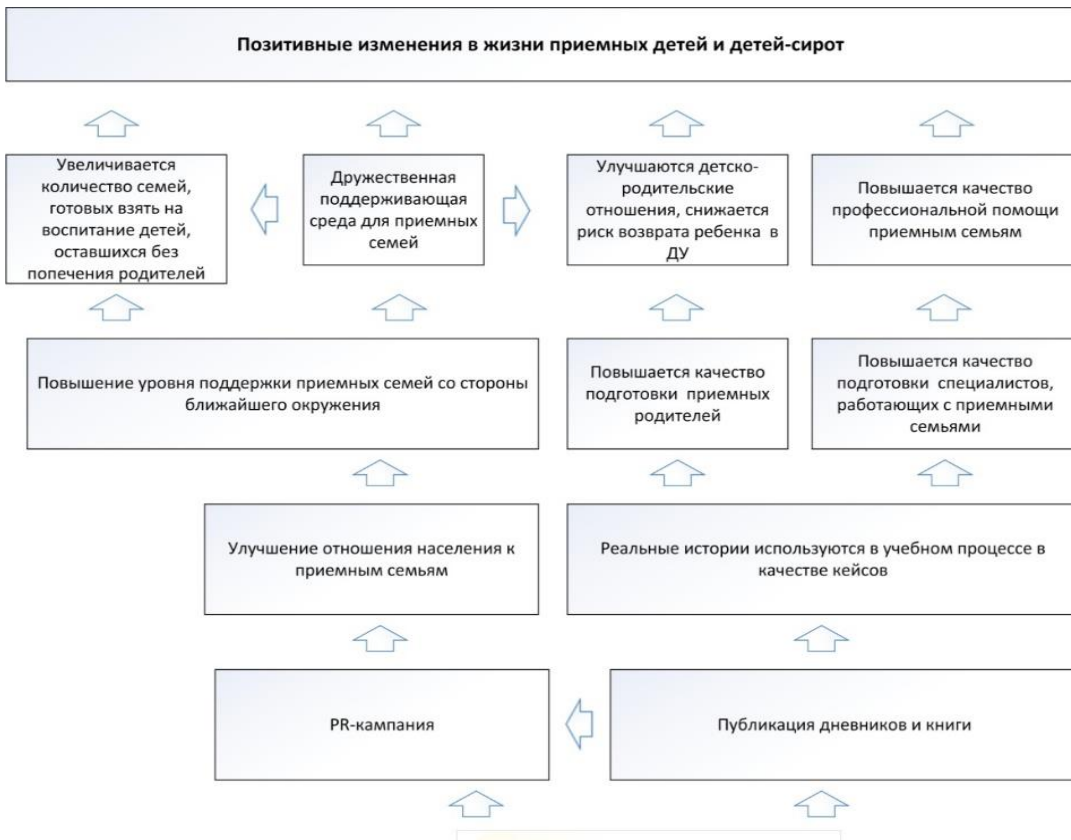 Позитивные изменения в жизни приемных детей и детей-сирот
Увеличивается
количество семей,
готовых взять на
воспитание детей,
оставшихся без
попечения родителей
Дружественная
поддерживающая
среда для приемных
семей
Улучшаются детско-
родительские
отношения, снижается
риск возврата ребенка в
ДУ
Повышается качество
профессиональной помощи
приемным семьям
Повышение уровня поддержки приемных семей со стороны
ближайшего окружения
Повышается качество
подготовки приемных
родителей
Повышается качество
подготовки специалистов,
работающих с приемными
семьями
Улучшение отношения населения к
приемным семьям
Реальные истории используются в учебном процессе в
качестве кейсов
PR-кампания
Публикация дневников и книги